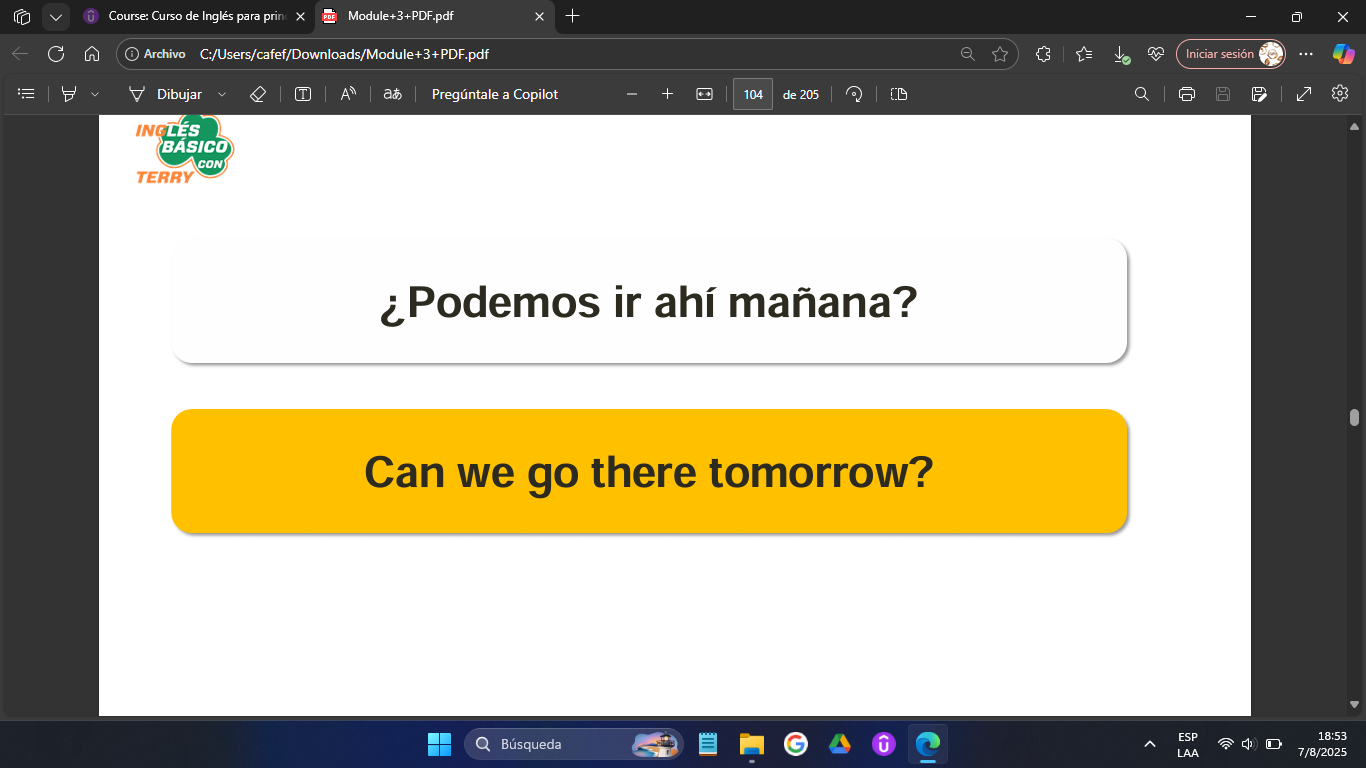 Course: Curso de Inglés para prin
Module+3+PDF.pdf
Archivo C:/Users/cafef/Downloads/Module+3+PDF.pdf
Iniciar sesión
Dibujar
aあ
Pregúntale a Copilot
104 de 205
INGLÉS
BÁSICO
CON
TERRY
¿Podemos ir ahí mañana?
Can we go there tomorrow?
Búsqueda
ESP
LAA
18:53
7/8/2025